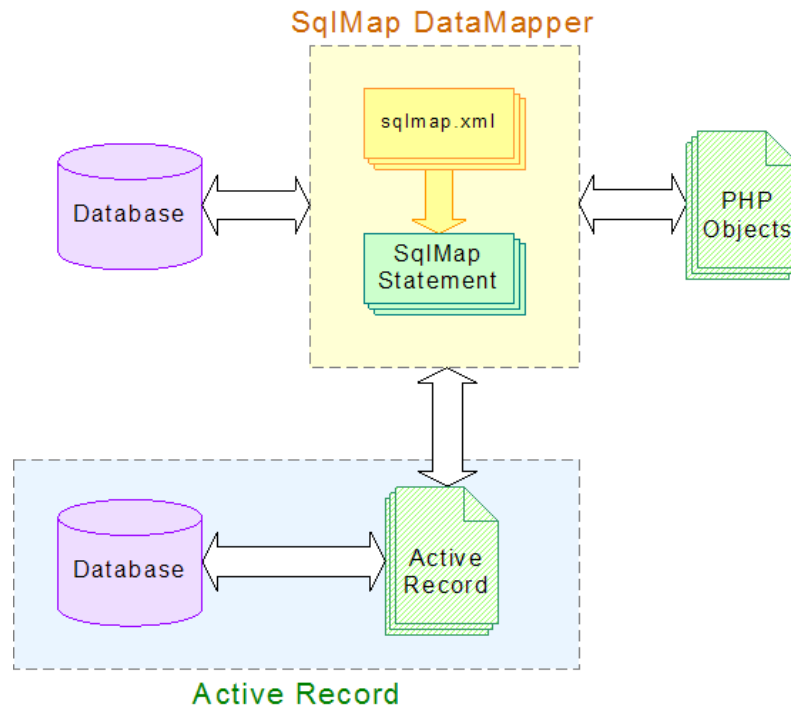 SqlMap DataMapper
sqlmap.xml
Database
PHP
Objects
SqlMap
Statement
Database
Active
Record
Active Record